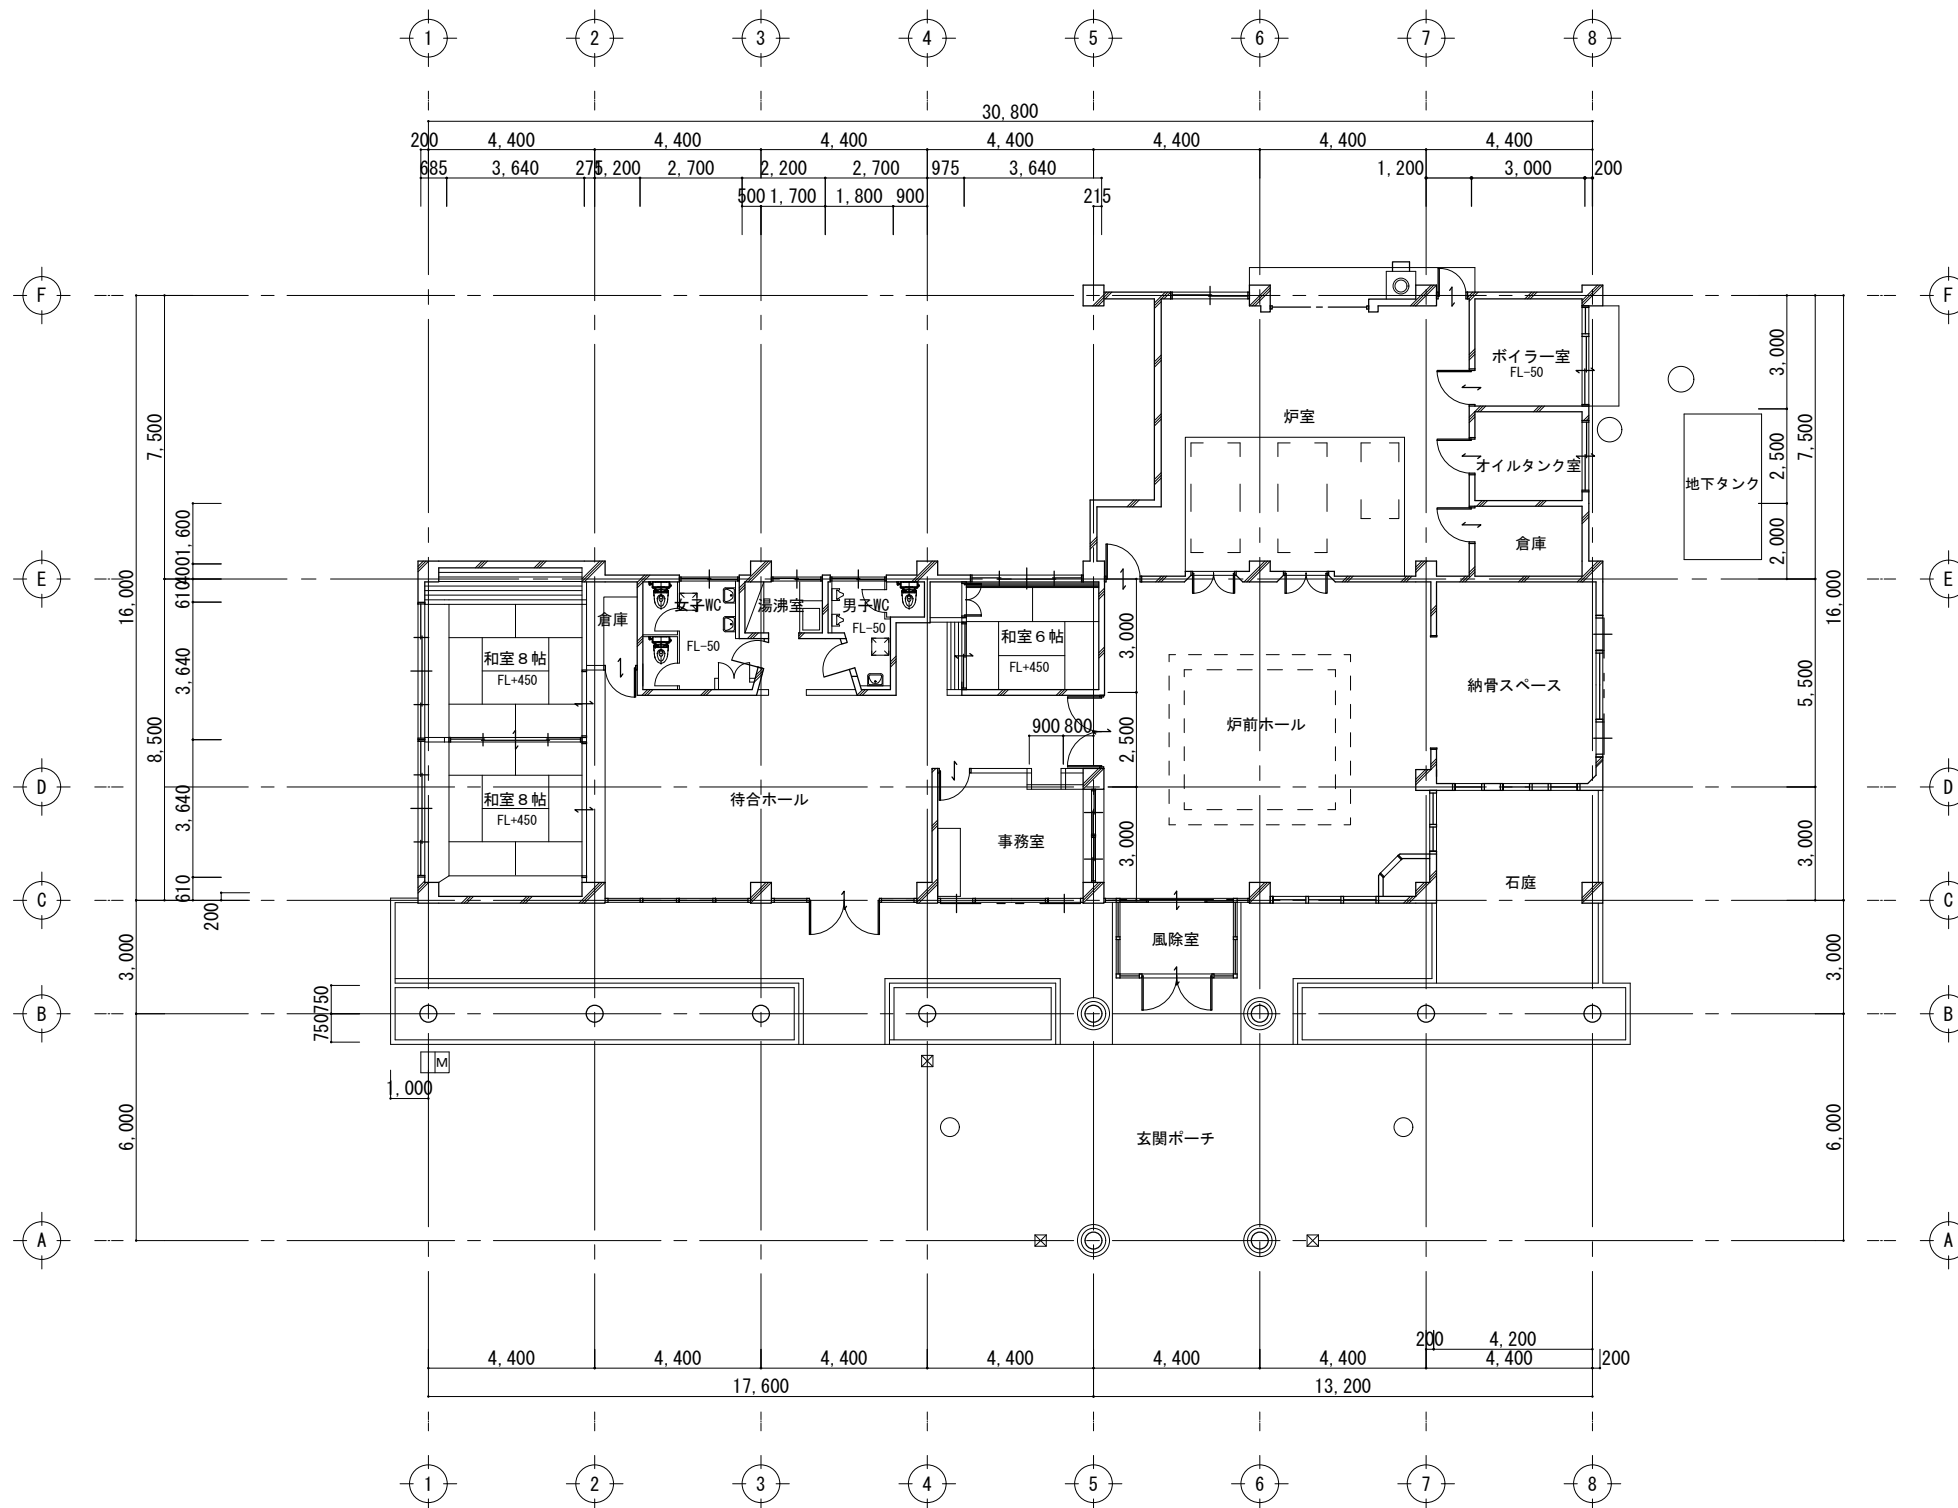 1 2 3 4 5 6 7 8
30,800
200 4,400 4,400 4,400 4,400 4,400 4,400 4,400
685 3,640 275 1,200 2,700 2,200 2,700 975 3,640 1,200 3,000 200
500 1,700 1,800 900 215
F F
ボイラー室
FL-50
3,000
炉室
7,500 7,500
オイルタンク室
2,500
地下タンク
1,600
倉庫
2,000
400
E E
610
16,000 16,000
女子WC 湯沸室 男子WC
倉庫
FL-50
FL-50
和室6帖
FL+450
3,000
和室8帖
FL+450
3,640
納骨スペース
5,500
炉前ホール
900 800
2,500
8,500
D D
和室8帖
FL+450
待合ホール
3,640
事務室
3,000
3,000
石庭
610
C C
200
風除室
3,000 3,000
750
B B
750
M
1,000
6,000 6,000
玄関ポーチ
A A
200 4,200
4,400 4,400 4,400 4,400 4,400 4,400 4,400 200
17,600 13,200
1 2 3 4 5 6 7 8